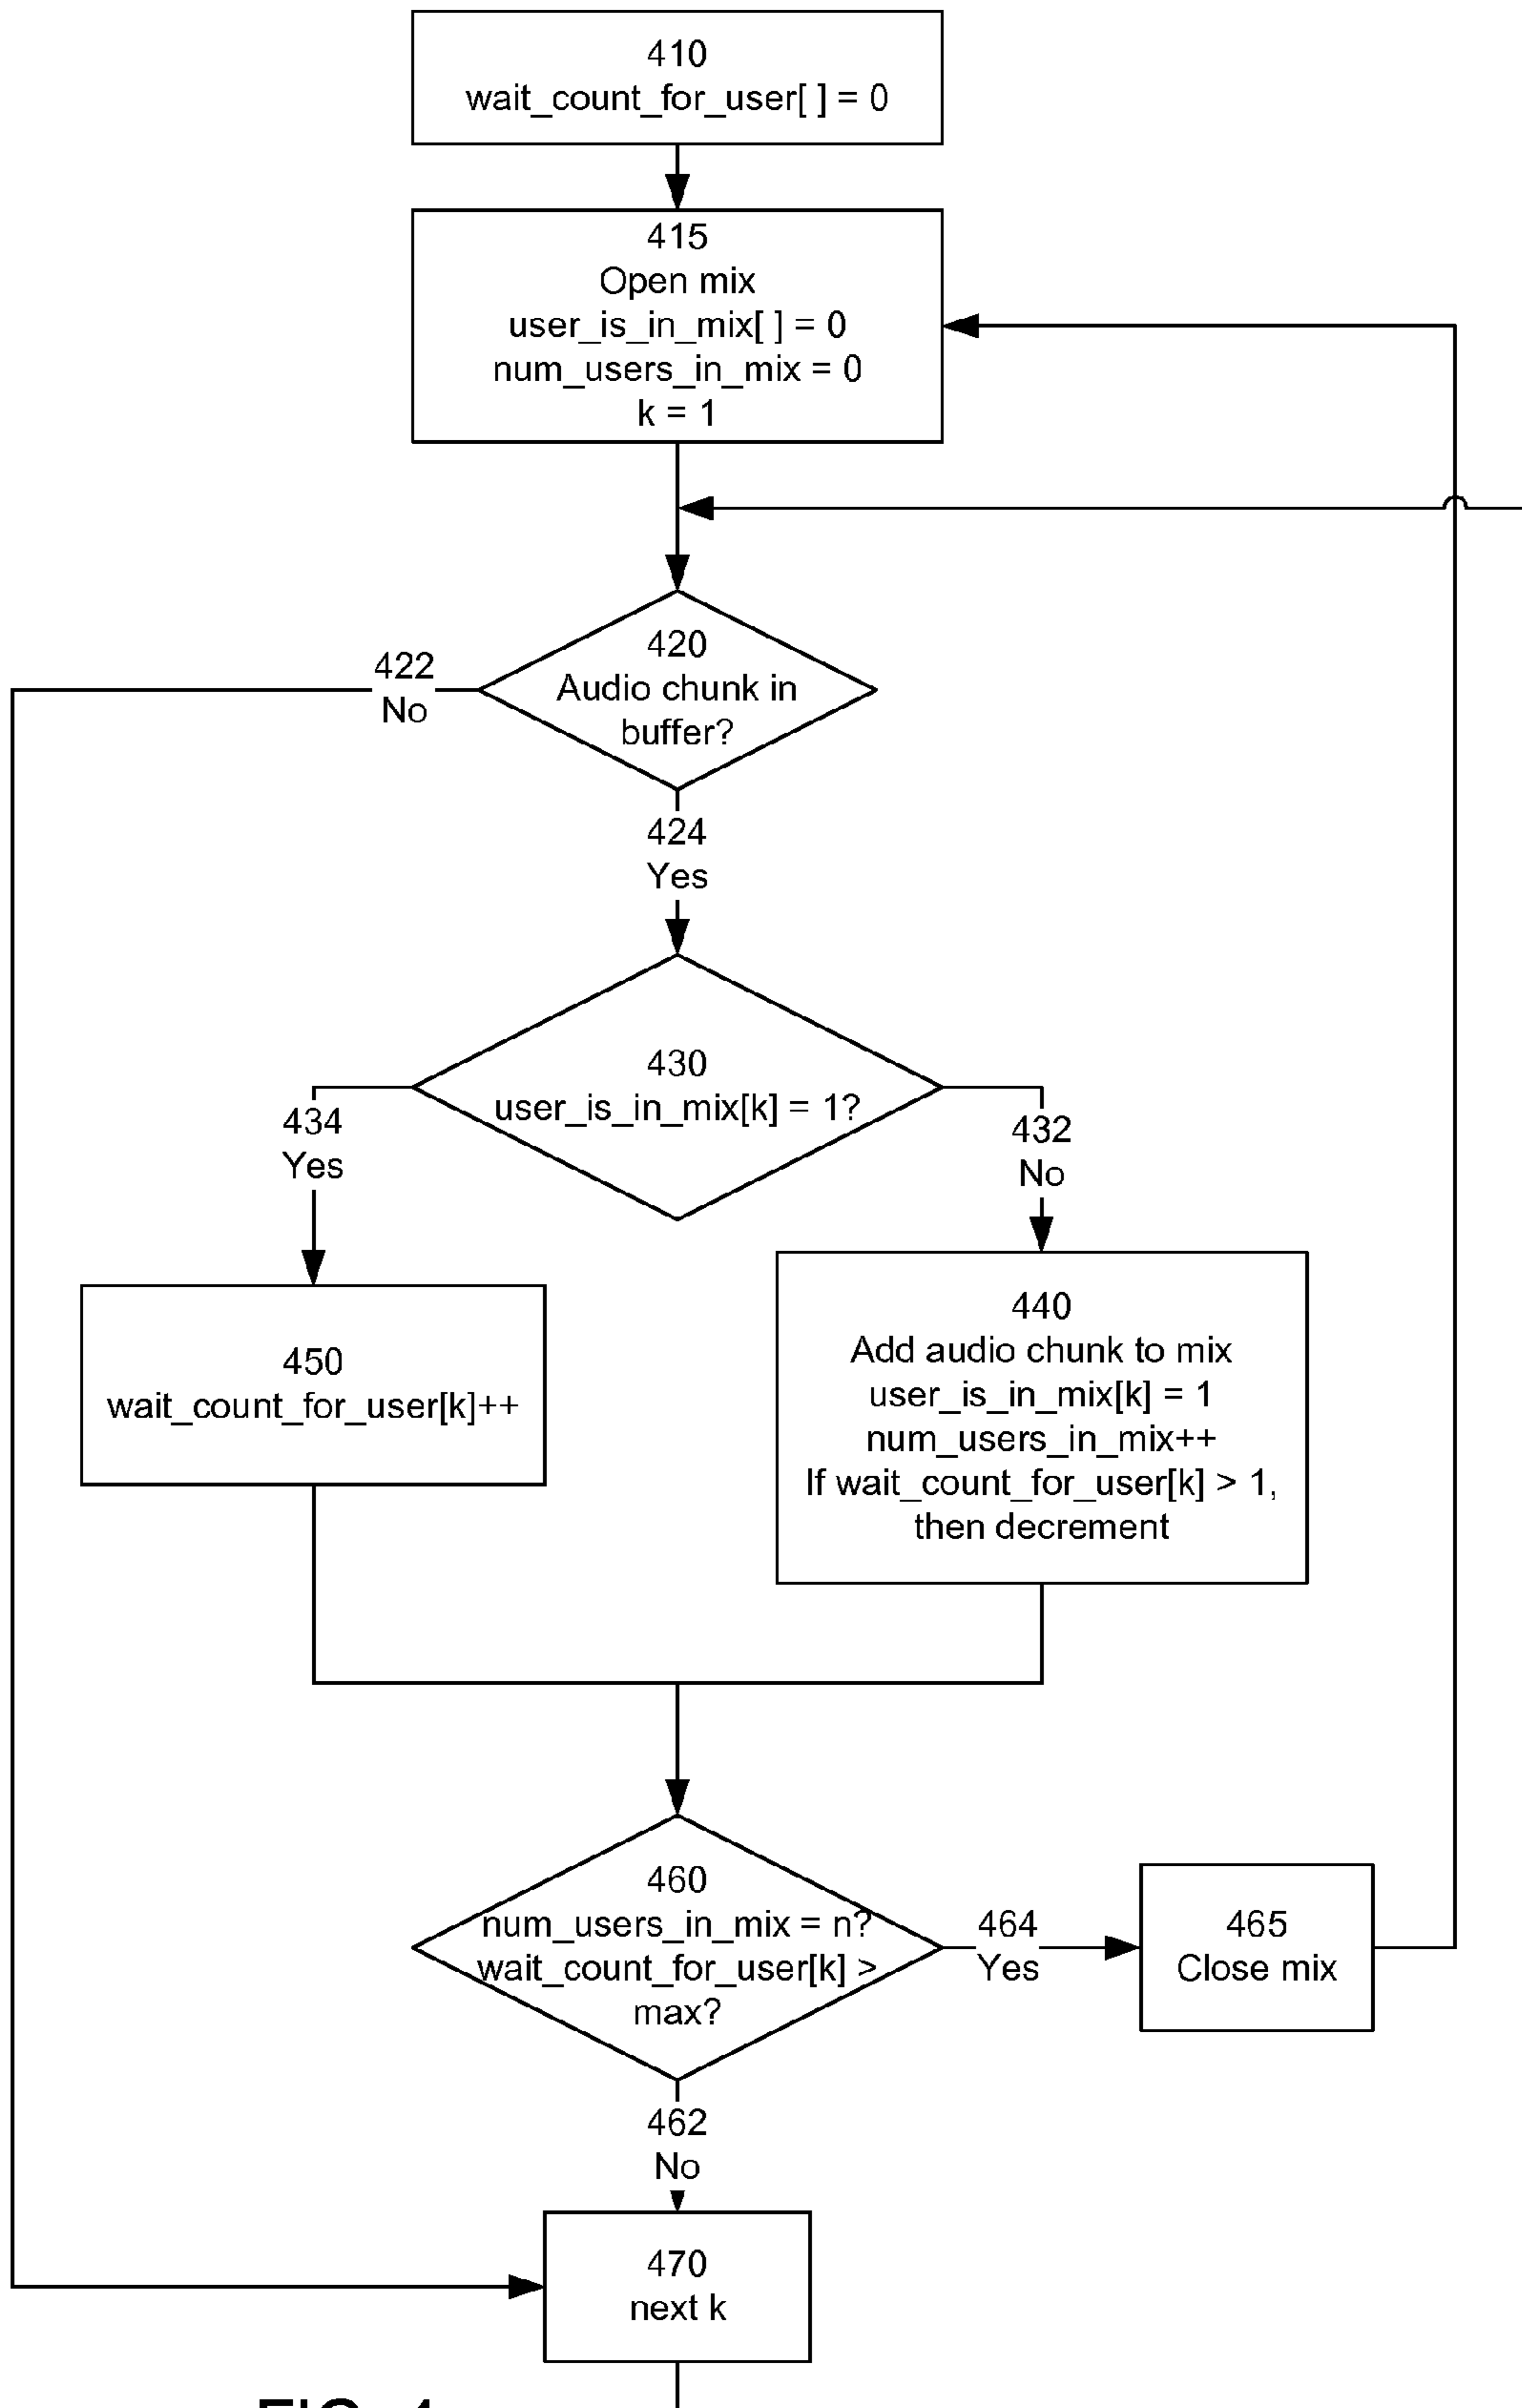 410
wait_count_for_user[ ] = 0
415
Open mix
user_is_in_mix[ ] = 0
num_users_in_mix = 0
k = 1
420
Audio chunk in
buffer?
422
No
424
Yes
430
user_is_in_mix[k] = 1?
434
Yes
432
No
440
Add audio chunk to mix
user_is_in_mix[k] = 1
num_users_in_mix++
If wait_count_for_user[k] > 1,
then decrement
450
wait_count_for_user[k]++
460
num_users_in_mix = n?
wait_count_for_user[k] >
max?
464
Yes
465
Close mix
462
No
470
next k